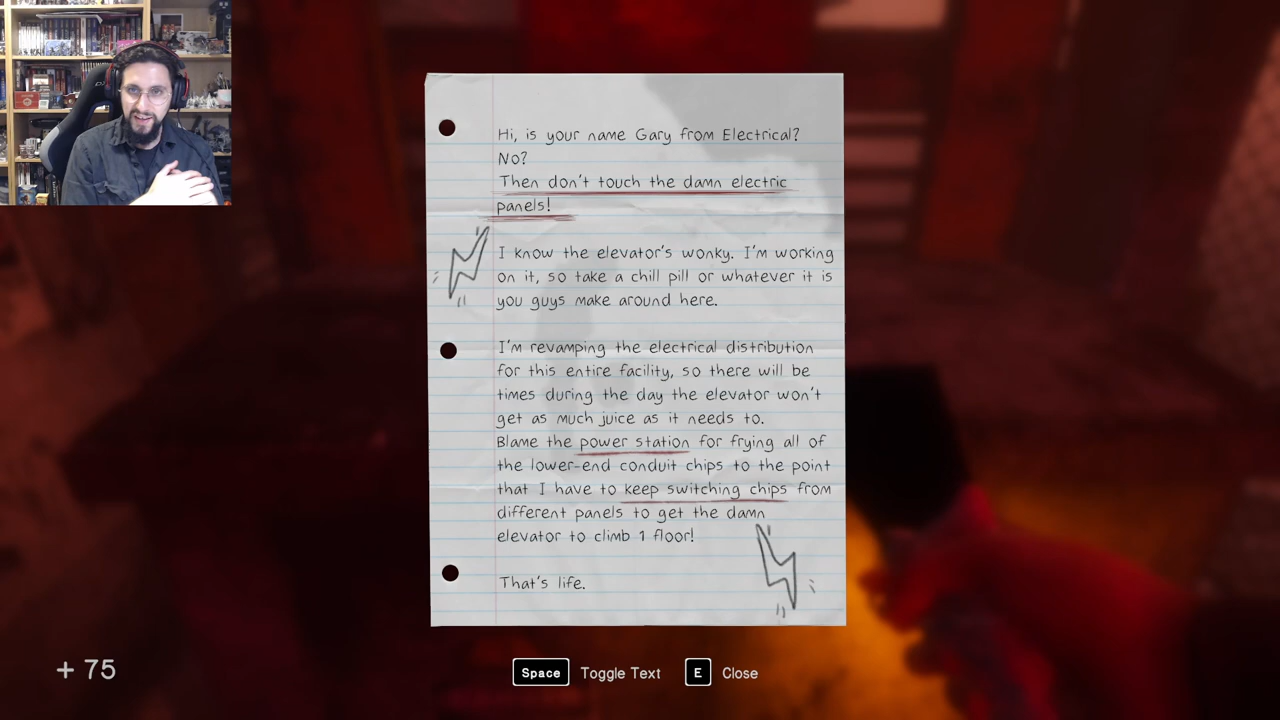 Hi, is your name Gary from Electrical?
No?
Then don't touch the damn electric
panels!
I know the elevator's wonky. I'm working
on it, so take a chill pill or whatever it is
you guys make around here.
I'm revamping the electrical distribution
for this entire facility, so there will be
times during the day the elevator won't
get as much juice as it needs to.
Blame the power station for frying all of
the lower-end conduit chips to the point
that I have to keep switching chips from
different panels to get the damn
elevator to climb 1 floor!
That's life.
+ 75
Space Toggle Text E Close